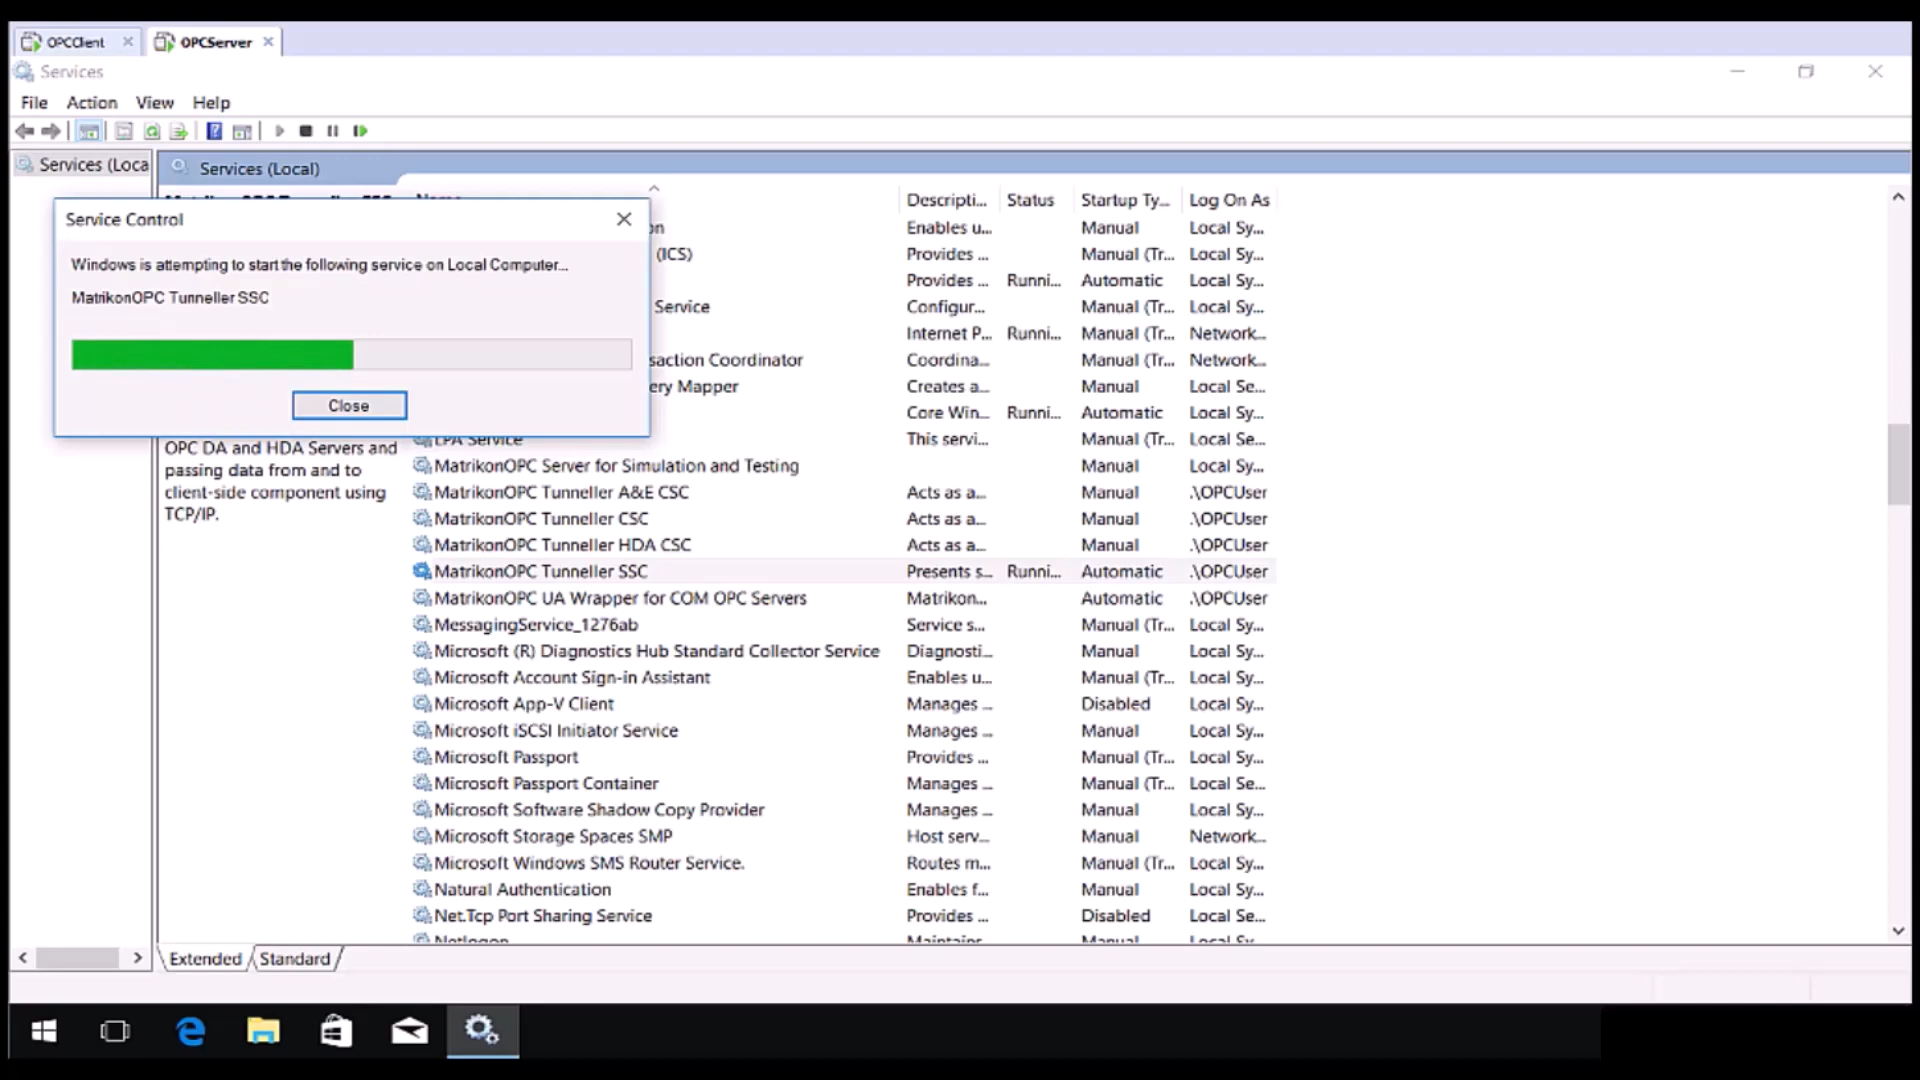 OPCClient
OPCServer
Services
File Action View Help
Services (Loca
Services (Local)
Descripti... Status Startup Ty... Log On As
Service Control
Windows is attempting to start the following service on Local Computer...
MatrikonOPC Tunneller SSC
Close
OPC DA and HDA Servers and
passing data from and to
client-side component using
TCP/IP.
on Enables u... Manual Local Sy...
(ICS) Provides ... Manual (Tr... Local Sy...
Provides ... Runni... Automatic Local Sy...
Service Configur... Manual (Tr... Local Sy...
Internet P... Runni... Manual (Tr... Network...
saction Coordinator Coordina... Manual (Tr... Network...
ery Mapper Creates a... Manual Local Se...
Core Win... Runni... Automatic Local Sy...
LPA Service This servi... Manual (Tr... Local Se...
MatrikonOPC Server for Simulation and Testing Manual Local Sy...
MatrikonOPC Tunneller A&E CSC Acts as a... Manual .\OPCUser
MatrikonOPC Tunneller CSC Acts as a... Manual .\OPCUser
MatrikonOPC Tunneller HDA CSC Acts as a... Manual .\OPCUser
MatrikonOPC Tunneller SSC Presents s... Runni... Automatic .\OPCUser
MatrikonOPC UA Wrapper for COM OPC Servers Matrikon... Automatic .\OPCUser
MessagingService_1276ab Service s... Manual (Tr... Local Sy...
Microsoft (R) Diagnostics Hub Standard Collector Service Diagnosti... Manual Local Sy...
Microsoft Account Sign-in Assistant Enables u... Manual (Tr... Local Sy...
Microsoft App-V Client Manages ... Disabled Local Sy...
Microsoft iSCSI Initiator Service Manages ... Manual Local Sy...
Microsoft Passport Provides ... Manual (Tr... Local Sy...
Microsoft Passport Container Manages ... Manual (Tr... Local Se...
Microsoft Software Shadow Copy Provider Manages ... Manual Local Sy...
Microsoft Storage Spaces SMP Host serv... Manual Network...
Microsoft Windows SMS Router Service. Routes m... Manual (Tr... Local Sy...
Natural Authentication Enables f... Manual Local Sy...
Net.Tcp Port Sharing Service Provides ... Disabled Local Se...
Netlogon Maintains Manual Local Sy...
Extended Standard